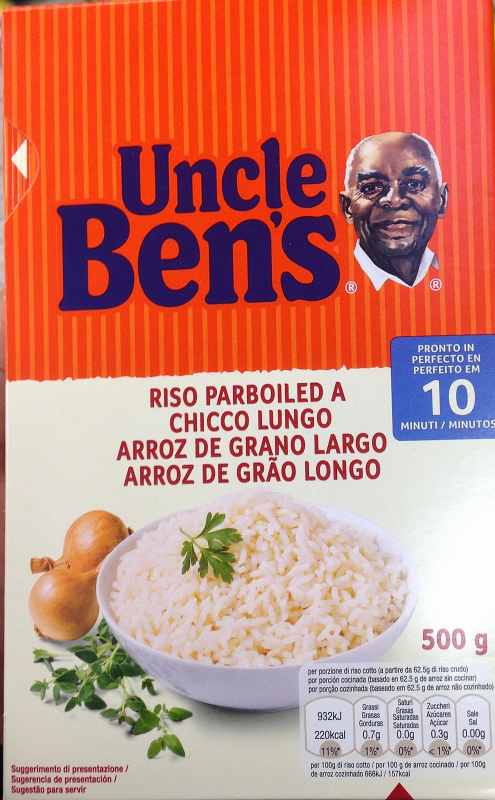 Uncle
Ben's
®
®
PRONTO IN
PERFECTO EN
PERFEITO EM
10
MINUTI / MINUTOS
RISO PARBOILED A
CHICCO LUNGO
ARROZ DE GRANO LARGO
ARROZ DE GRÃO LONGO
500 g
per porzione di riso cotto (a partire da 62.5g di riso crudo)
por porción cocinada (basado en 62.5 g de arroz sin cocinar)
por porção cozinhada (baseado em 62.5 g de arroz não cozinhado)
932kJ
220kcal
11%*
Grassi
Grasas
Gorduras
0.7g
1%*
Saturi
Grasas
Saturadas
Saturadas
0.0g
0%*
Zuccheri
Azúcares
Açúcar
0.3g
< 1%*
Sale
Sal
0.00g
0%*
per 100g di riso cotto / por 100 g de arroz cocinado / por 100g
de arroz cozinhado 666kJ / 157kcal
Suggerimento di presentazione /
Sugerencia de presentación /
Sugestão para servir